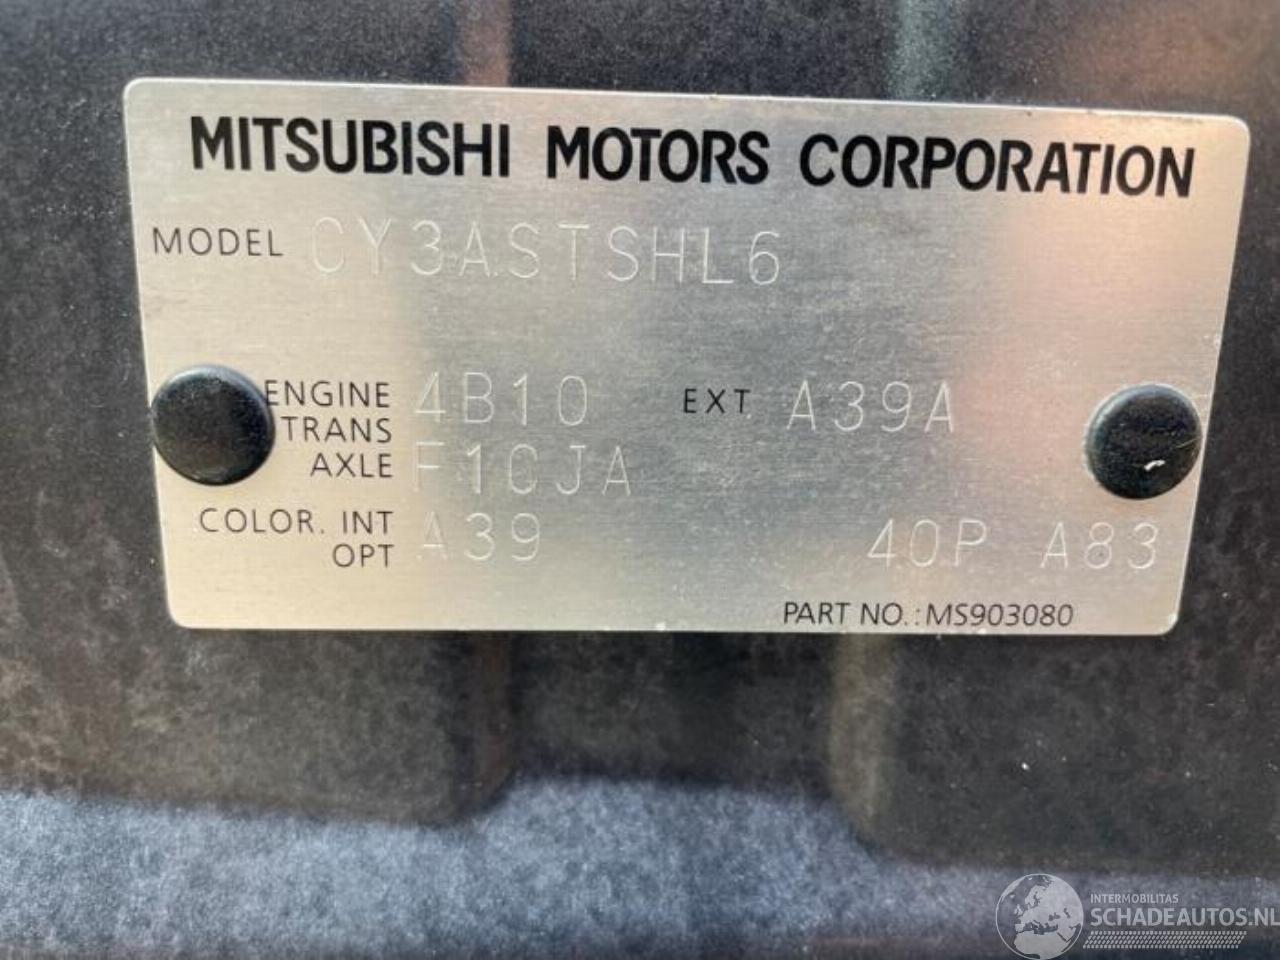 MITSUBISHI MOTORS CORPORATION
MODEL CY3ASTSHL6
ENGINE 4B10 EXT A39A
TRANS
AXLE F1CJA
COLOR. INT
OPT A39 40P A83
PART NO.: MS903080
INTERMOBILITAS
SCHADEAUTOS.NL